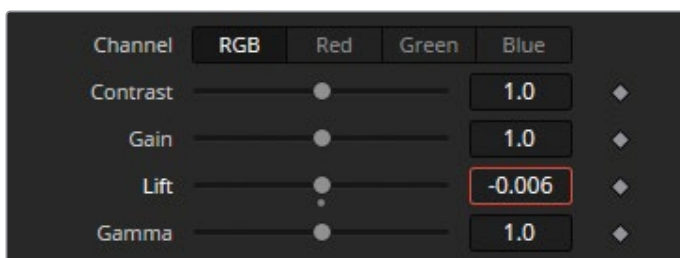 Channel RGB Red Green Blue
Contrast 1.0
Gain 1.0
Lift -0.006
Gamma 1.0